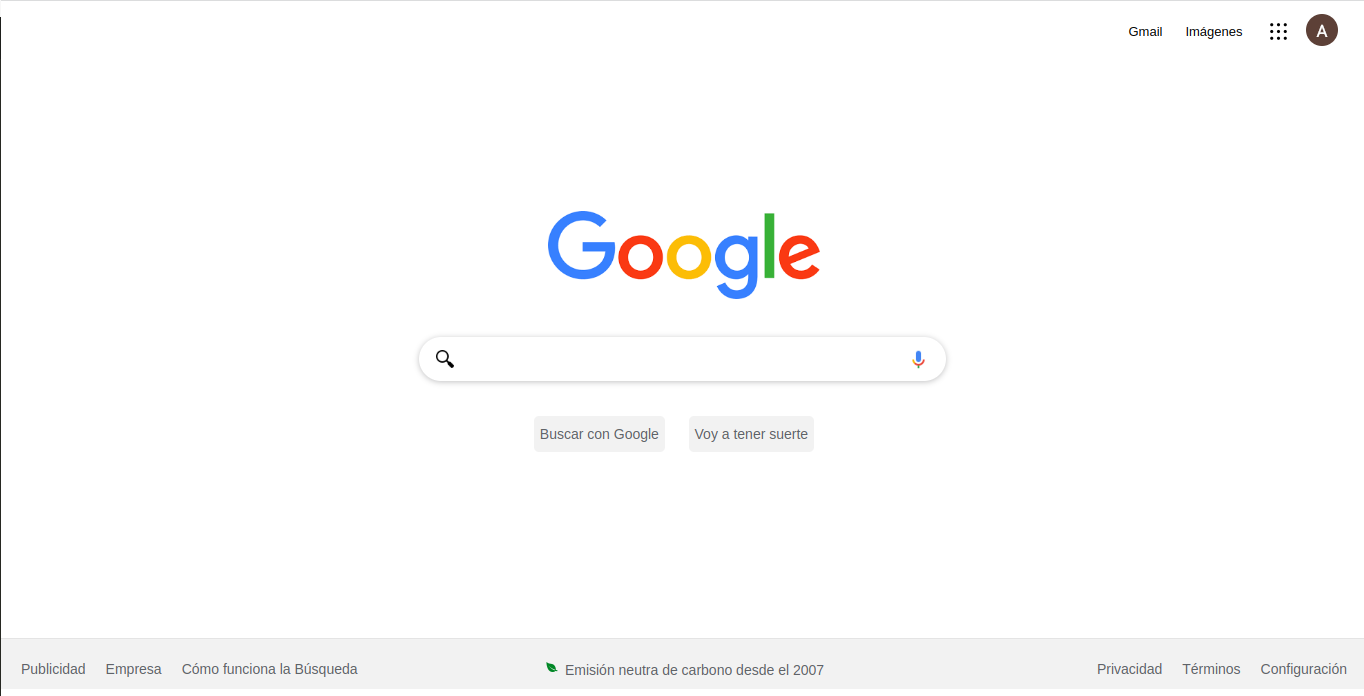 Gmail Imágenes A
Google
Buscar con Google Voy a tener suerte
Publicidad Empresa Cómo funciona la Búsqueda Emisión neutra de carbono desde el 2007 Privacidad Términos Configuración